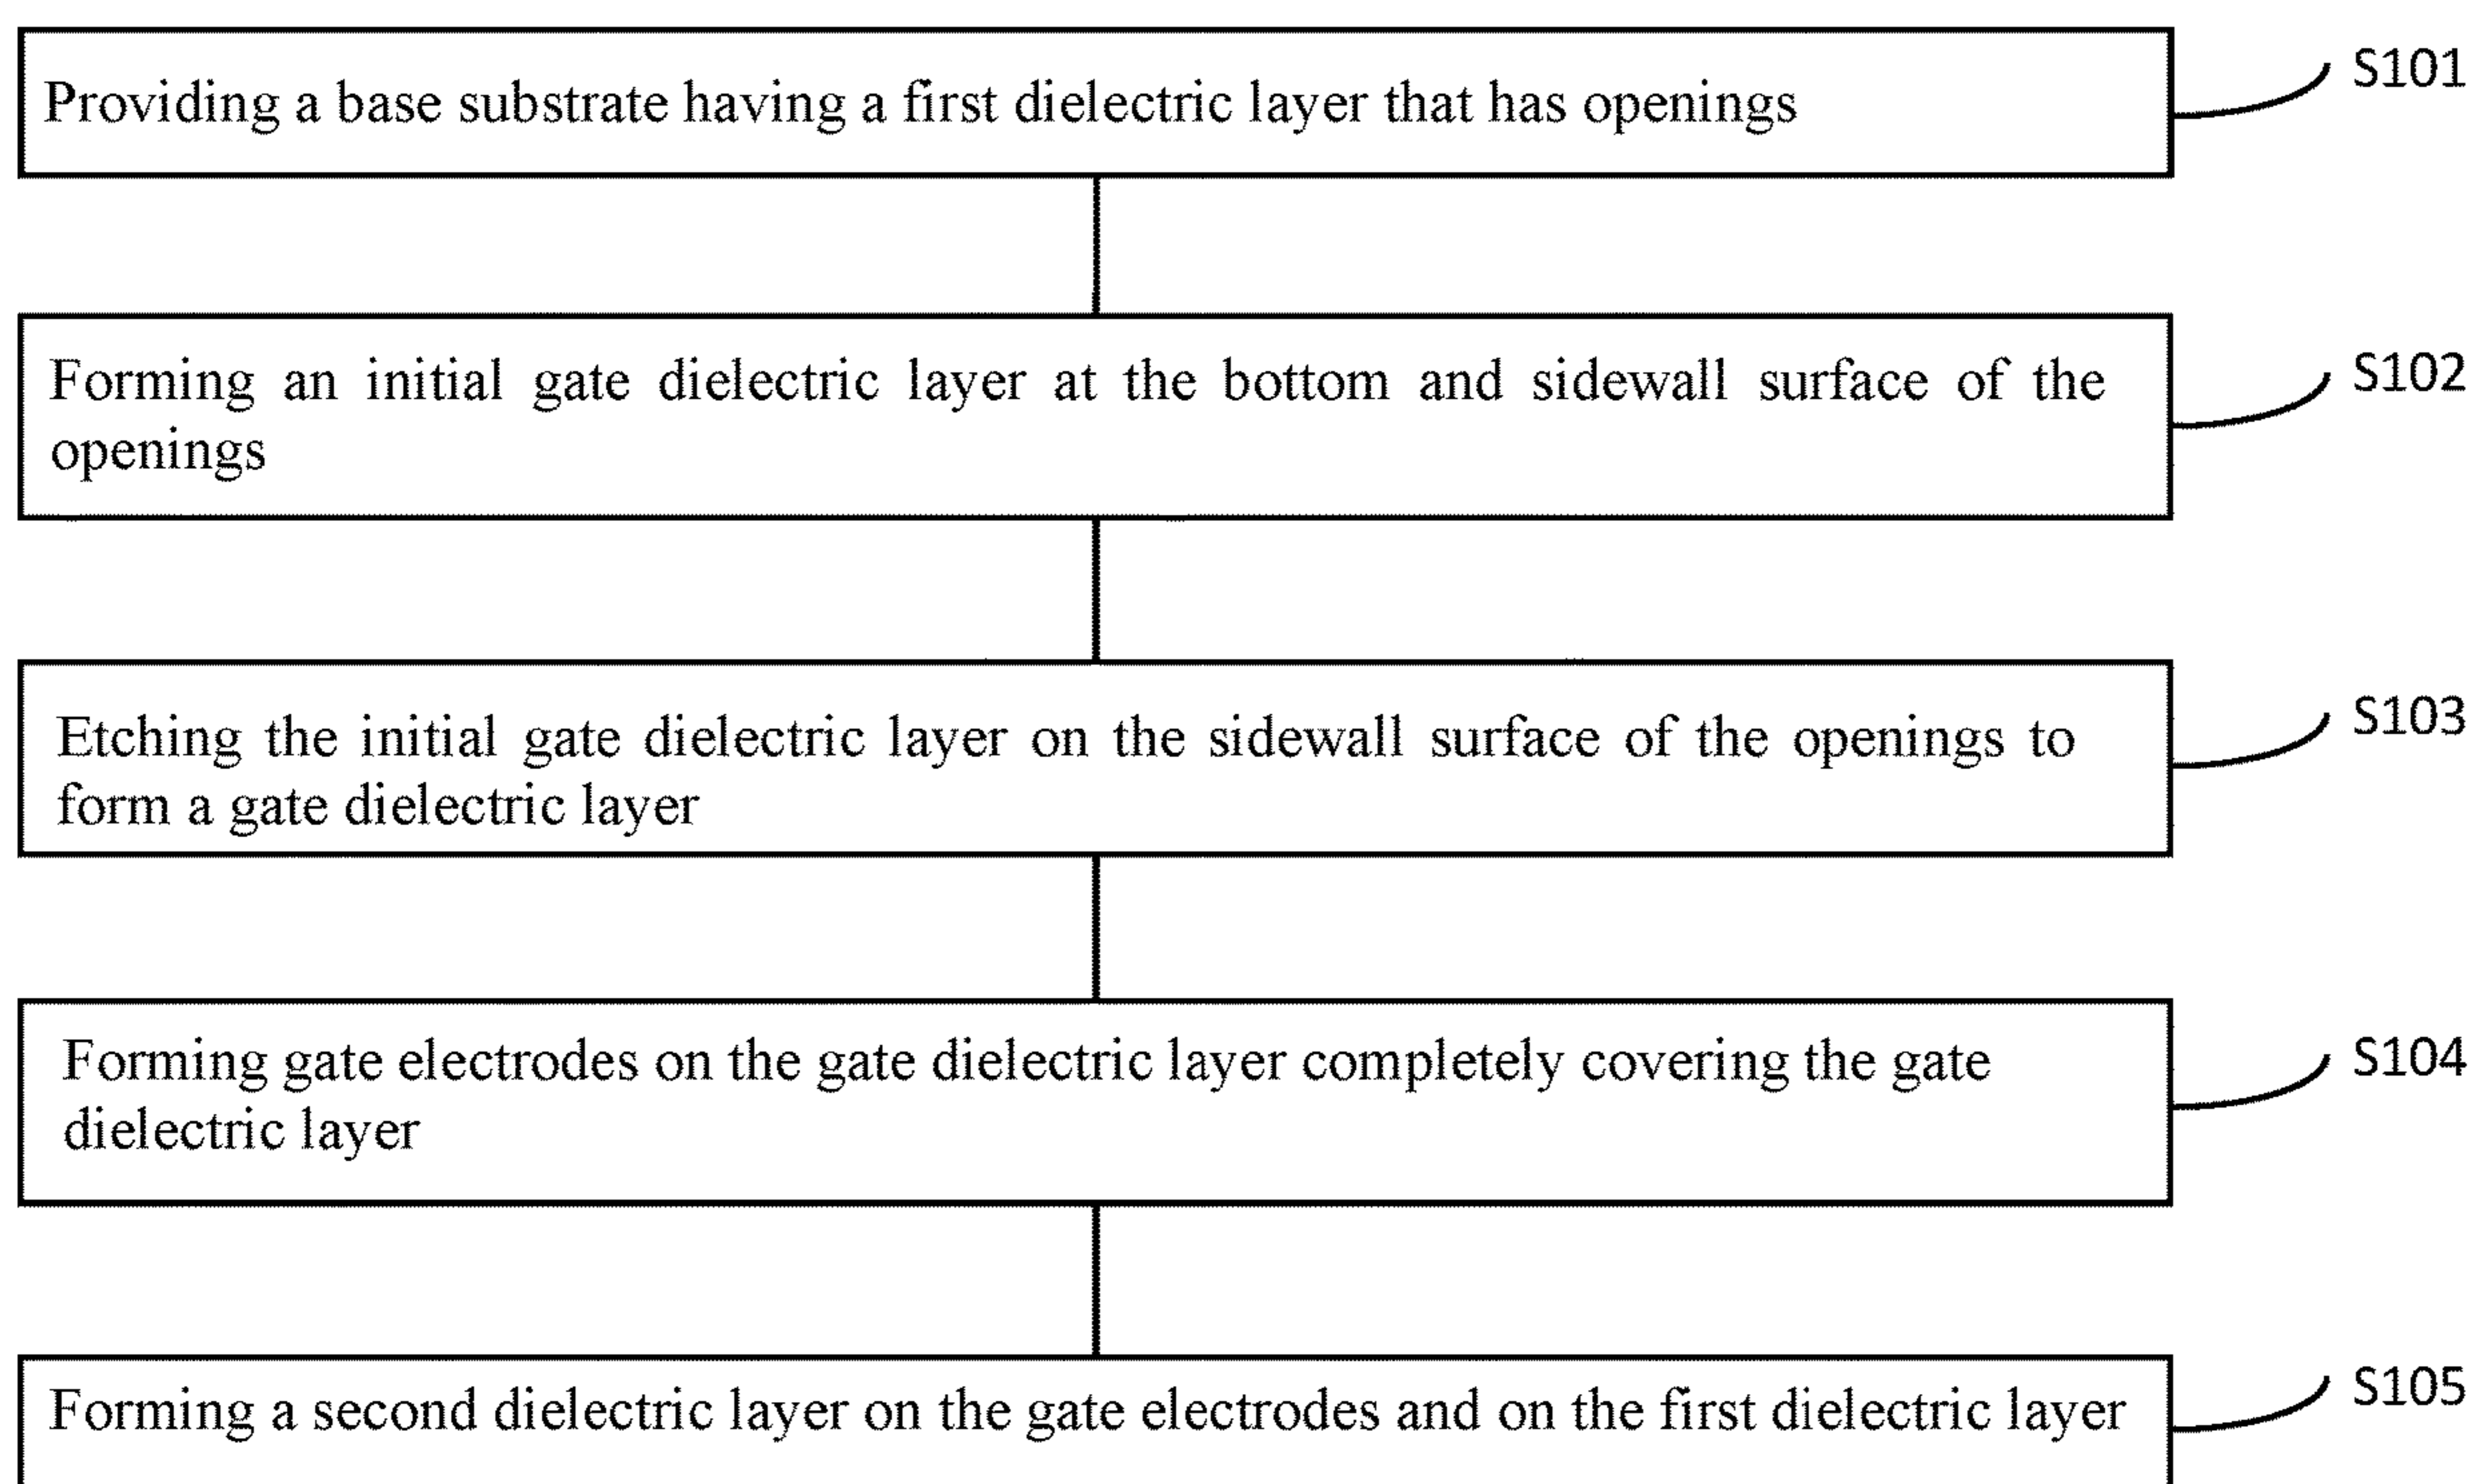 Providing a base substrate having a first dielectric layer that has openings
S101
Forming an initial gate dielectric layer at the bottom and sidewall surface of the
openings
S102
Etching the initial gate dielectric layer on the sidewall surface of the openings to
form a gate dielectric layer
S103
Forming gate electrodes on the gate dielectric layer completely covering the gate
dielectric layer
S104
Forming a second dielectric layer on the gate electrodes and on the first dielectric layer
S105